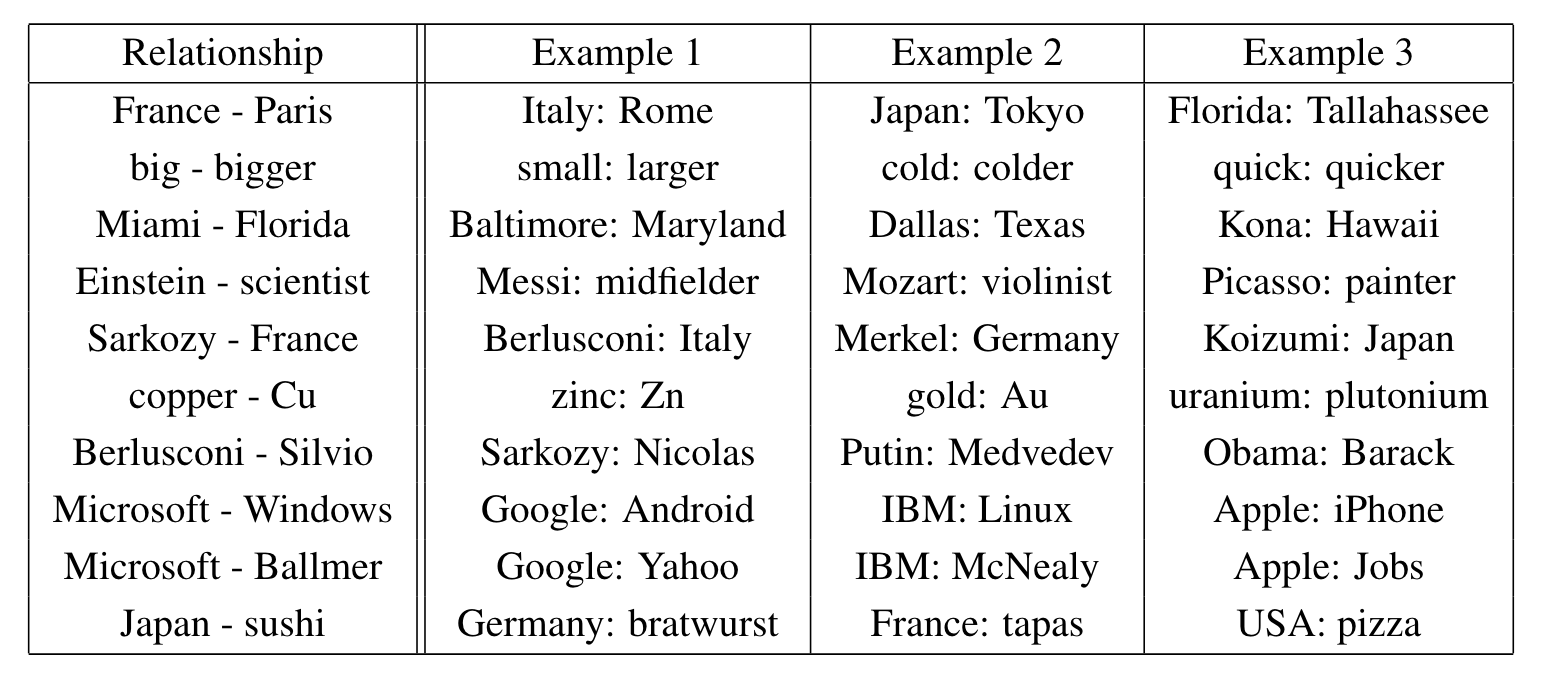 Relationship Example 1 Example 2 Example 3
France - Paris Italy: Rome Japan: Tokyo Florida: Tallahassee
big - bigger small: larger cold: colder quick: quicker
Miami - Florida Baltimore: Maryland Dallas: Texas Kona: Hawaii
Einstein - scientist Messi: midfielder Mozart: violinist Picasso: painter
Sarkozy - France Berlusconi: Italy Merkel: Germany Koizumi: Japan
copper - Cu zinc: Zn gold: Au uranium: plutonium
Berlusconi - Silvio Sarkozy: Nicolas Putin: Medvedev Obama: Barack
Microsoft - Windows Google: Android IBM: Linux Apple: iPhone
Microsoft - Ballmer Google: Yahoo IBM: McNealy Apple: Jobs
Japan - sushi Germany: bratwurst France: tapas USA: pizza